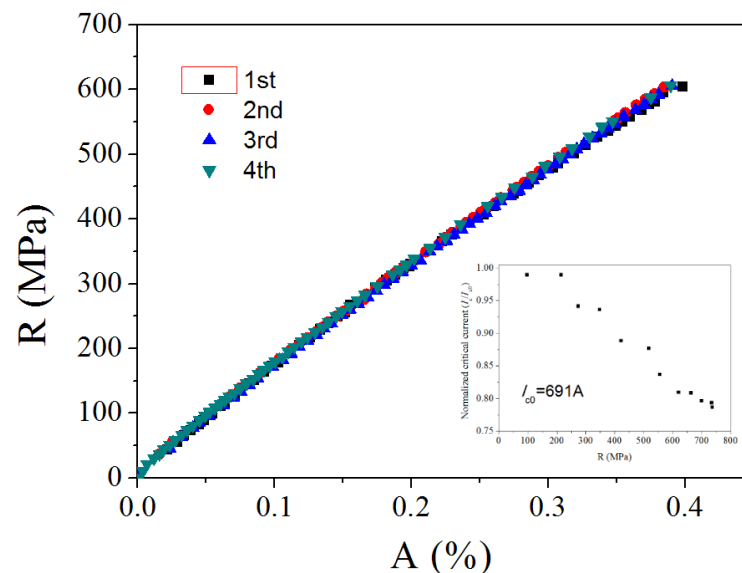 700
600
500
400
300
200
100
0
R (MPa)
1st
2nd
3rd
4th
0.0
0.1
0.2
0.3
0.4
A (%)
1.00
0.95
0.90
0.85
0.80
0.75
Normalized critical current (I/I_c0)
I_c0=691A
0 100 200 300 400 500 600 700 800
R (MPa)